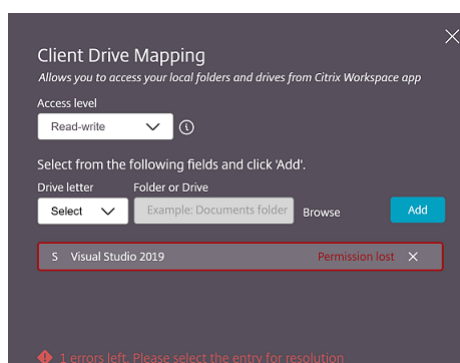 Client Drive Mapping
Allows you to access your local folders and drives from Citrix Workspace app
Access level
Read-write
Select from the following fields and click 'Add'.
Drive letter Folder or Drive
Select Example: Documents folder Browse Add
S Visual Studio 2019 Permission lost
1 errors left. Please select the entry for resolution